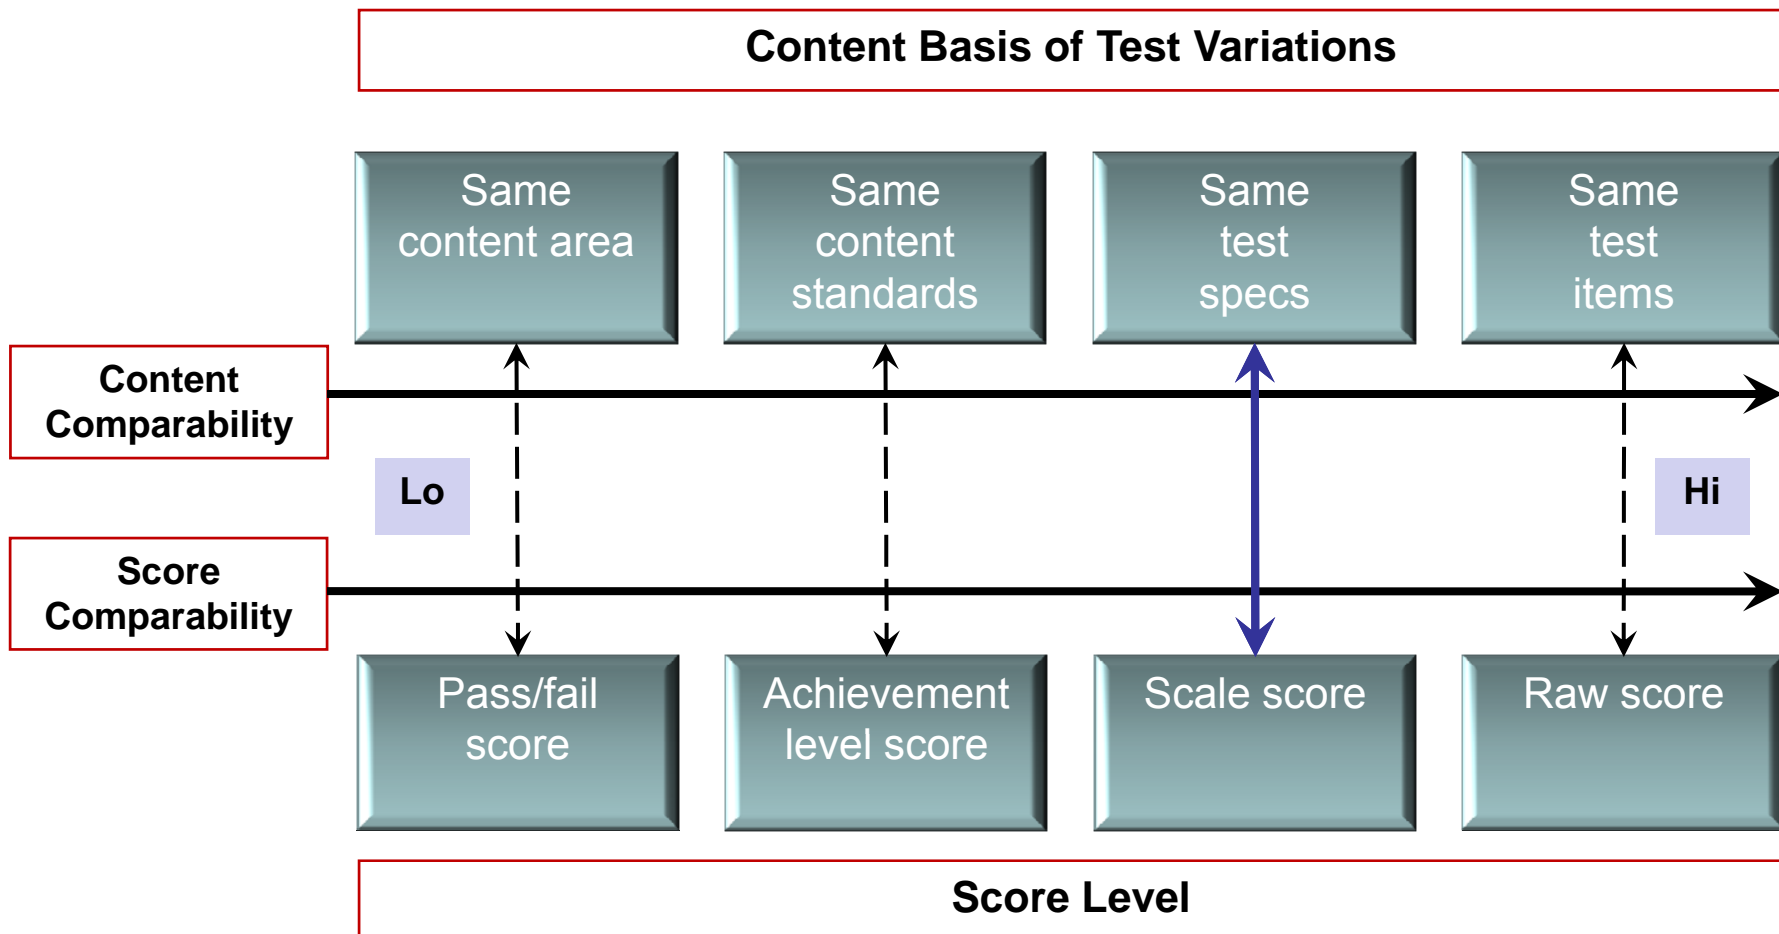 Content Basis of Test Variations
Same
content area
Same
content
standards
Same
test
specs
Same
test
items
Content
Comparability
Lo
Hi
Score
Comparability
Pass/fail
score
Achievement
level score
Scale score
Raw score
Score Level